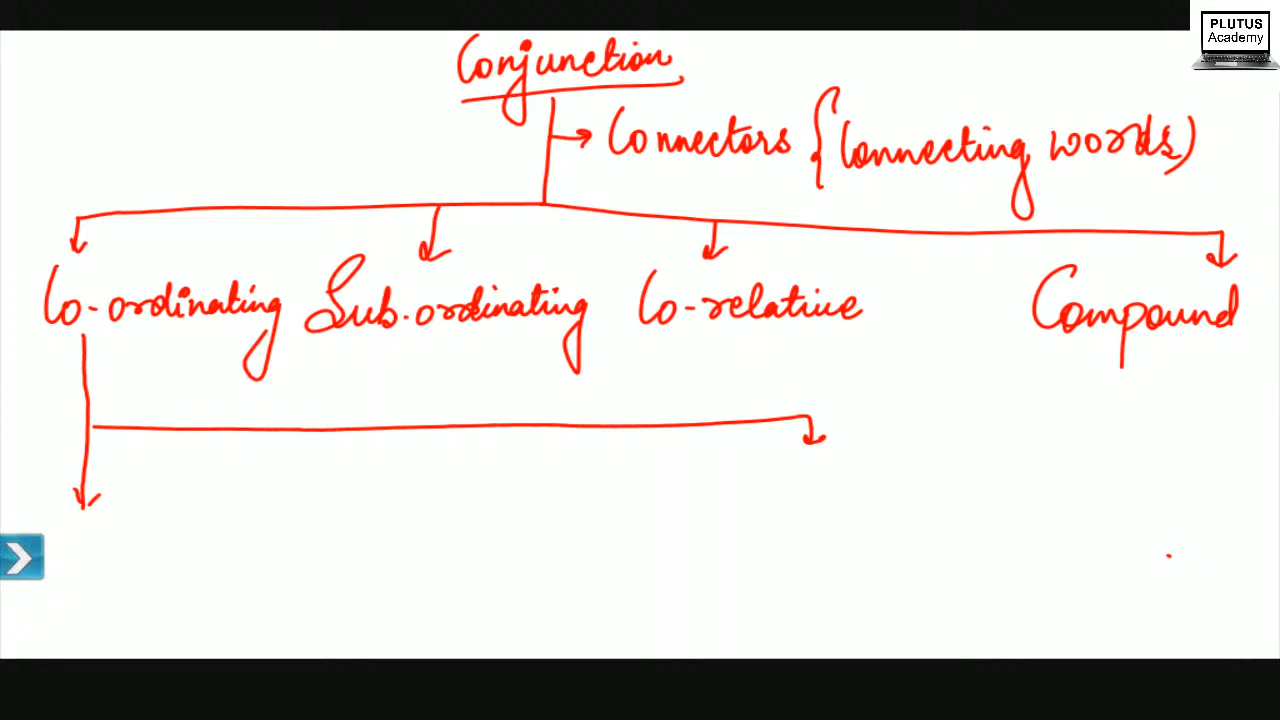 PLUTUS
Academy
Conjunction
Connectors {Connecting words)
Co-ordinating Sub-ordinating Co-relative Compound